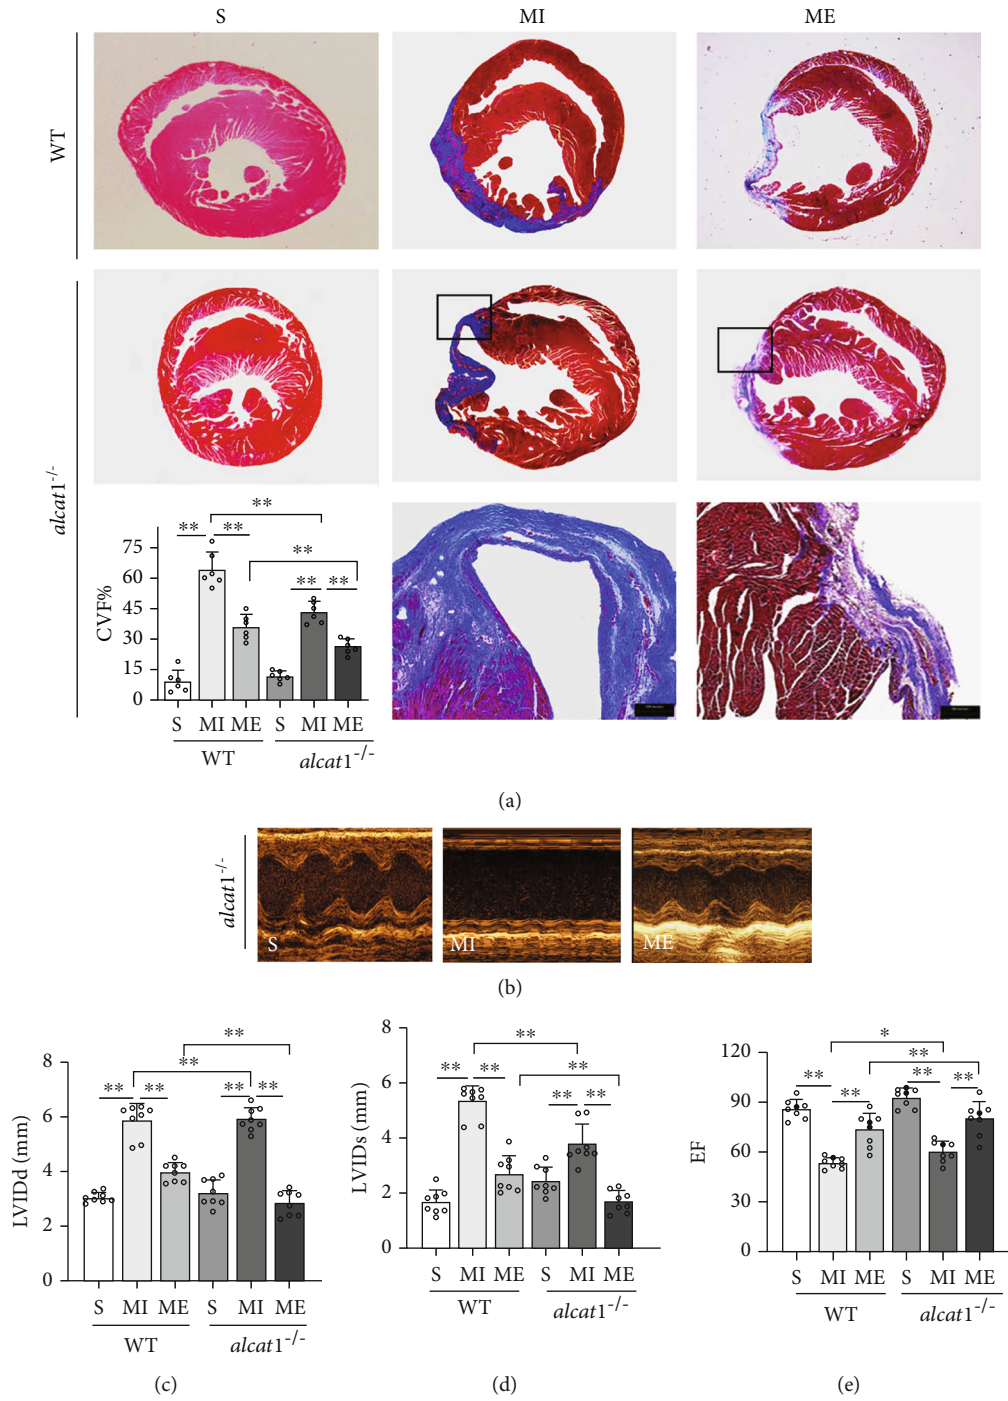 S MI ME
WT
alcat1-/-
** 
** ** **
** **
CVF%
75
60
45
30
15
0
S MI ME S MI ME
WT alcat1-/-
(a)
alcat1-/-
S MI ME
(b)
**
**
** ** ** **
LVIDd (mm)
8
6
4
2
0
S MI ME S MI ME
WT alcat1-/-
(c)
**
** ** **
** **
LVIDs (mm)
8
6
4
2
0
S MI ME S MI ME
WT alcat1-/-
(d)
*
**
** ** ** **
EF
120
90
60
30
0
S MI ME S MI ME
WT alcat1-/-
(e)